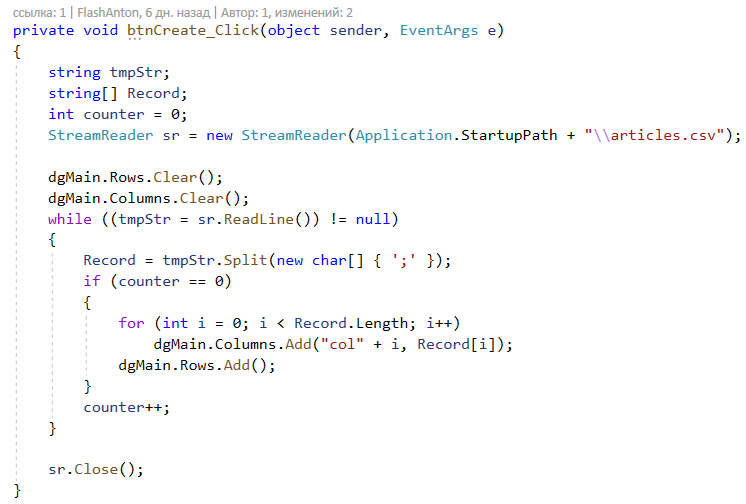 ссылка: 1 | FlashAnton, 6 дн. назад | Автор: 1, изменений: 2
private void btnCreate_Click(object sender, EventArgs e)
{
    string tmpStr;
    string[] Record;
    int counter = 0;
    StreamReader sr = new StreamReader(Application.StartupPath + "\\articles.csv");

    dgMain.Rows.Clear();
    dgMain.Columns.Clear();
    while ((tmpStr = sr.ReadLine()) != null)
    {
        Record = tmpStr.Split(new char[] { ';' });
        if (counter == 0)
        {
            for (int i = 0; i < Record.Length; i++)
                dgMain.Columns.Add("col" + i, Record[i]);
            dgMain.Rows.Add();
        }
        counter++;
    }

    sr.Close();
}